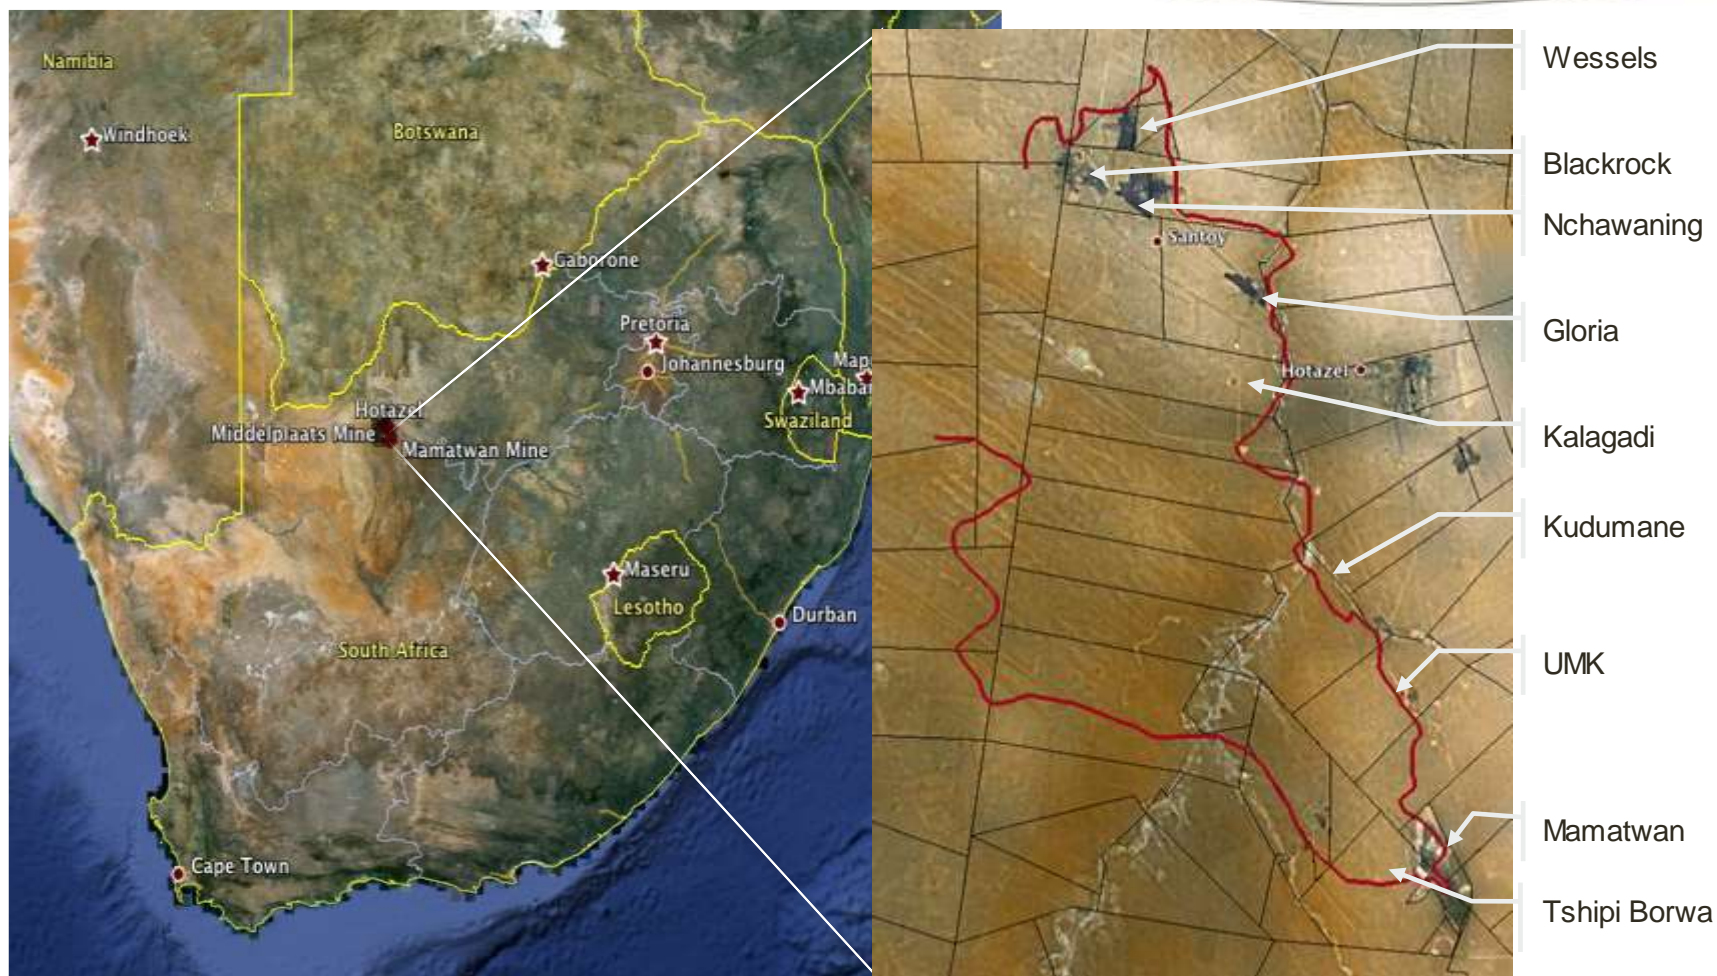 Namibia
Windhoek
Botswana
Gaborone
Pretoria
Johannesburg
Swaziland
Hotazel
Middelplaats Mine
Mamatwan Mine
Maseru
Lesotho
Durban
South Africa
Cape Town
Santoy
Hotazel
Wessels
Blackrock
Nchawaning
Gloria
Kalagadi
Kudumane
UMK
Mamatwan
Tshipi Borwa